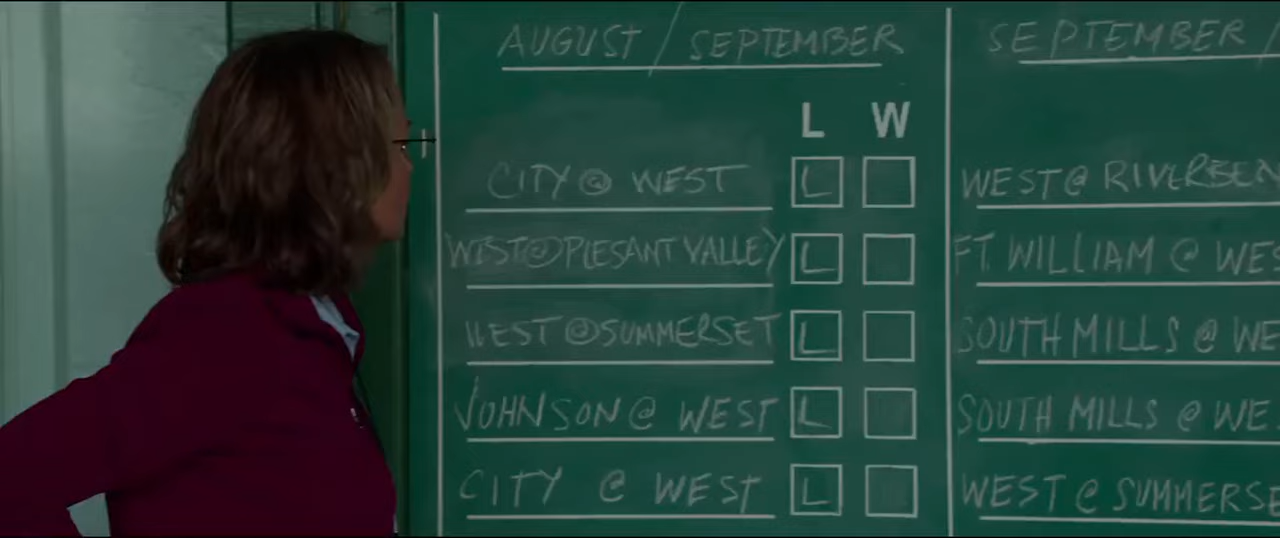 AUGUST / SEPTEMBER
SEPTEMBER /
L W
CITY @ WEST L
WEST @ RIVERBEN
WEST @ PLESANT VALLEY L
FT. WILLIAM @ WES
WEST @ SUMMERSET L
SOUTH MILLS @ WE
JOHNSON @ WEST L
SOUTH MILLS @ WES
CITY @ WEST L
WEST @ SUMMERSE